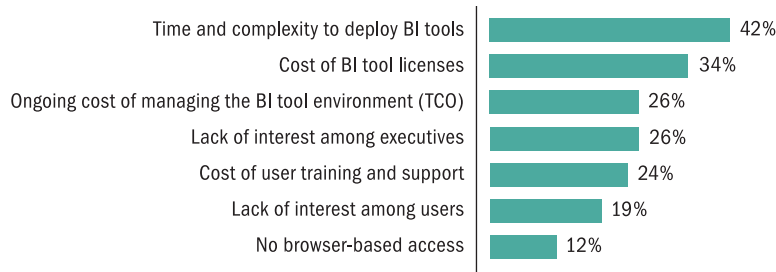 Time and complexity to deploy BI tools 42%
Cost of BI tool licenses 34%
Ongoing cost of managing the BI tool environment (TCO) 26%
Lack of interest among executives 26%
Cost of user training and support 24%
Lack of interest among users 19%
No browser-based access 12%